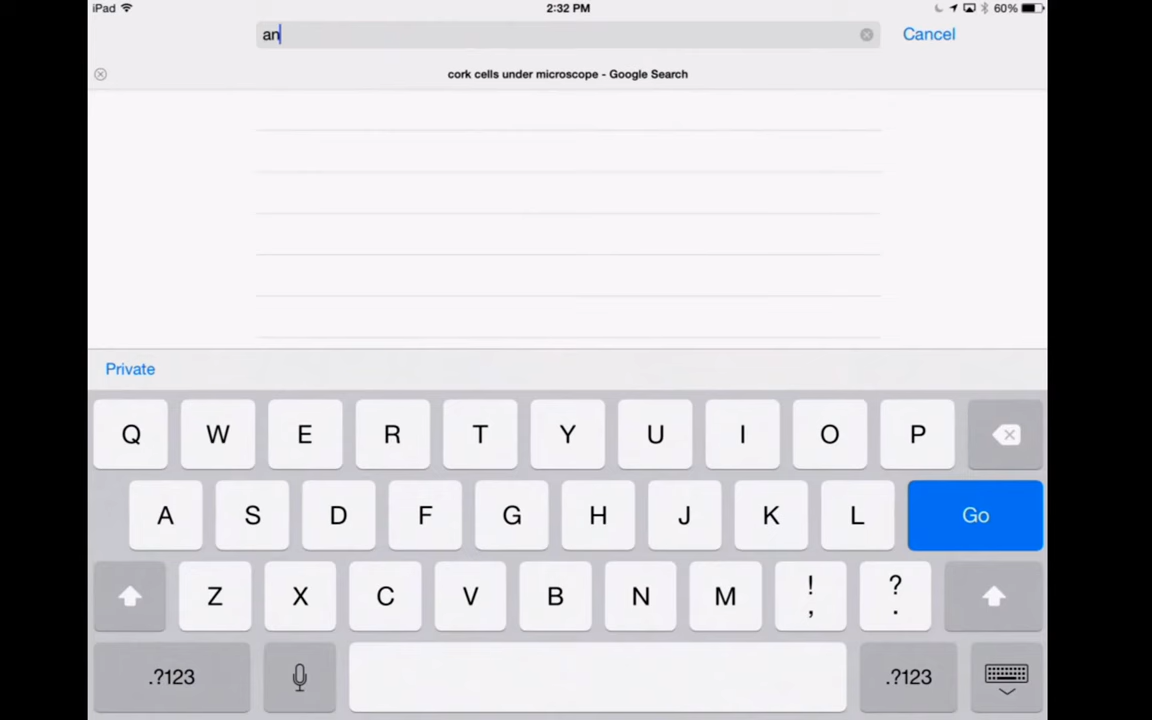 iPad 2:32 PM 60%
an Cancel
cork cells under microscope - Google Search
Private
Q W E R T Y U I O P
A S D F G H J K L Go
Z X C V B N M ! , ? .
.?123 .?123